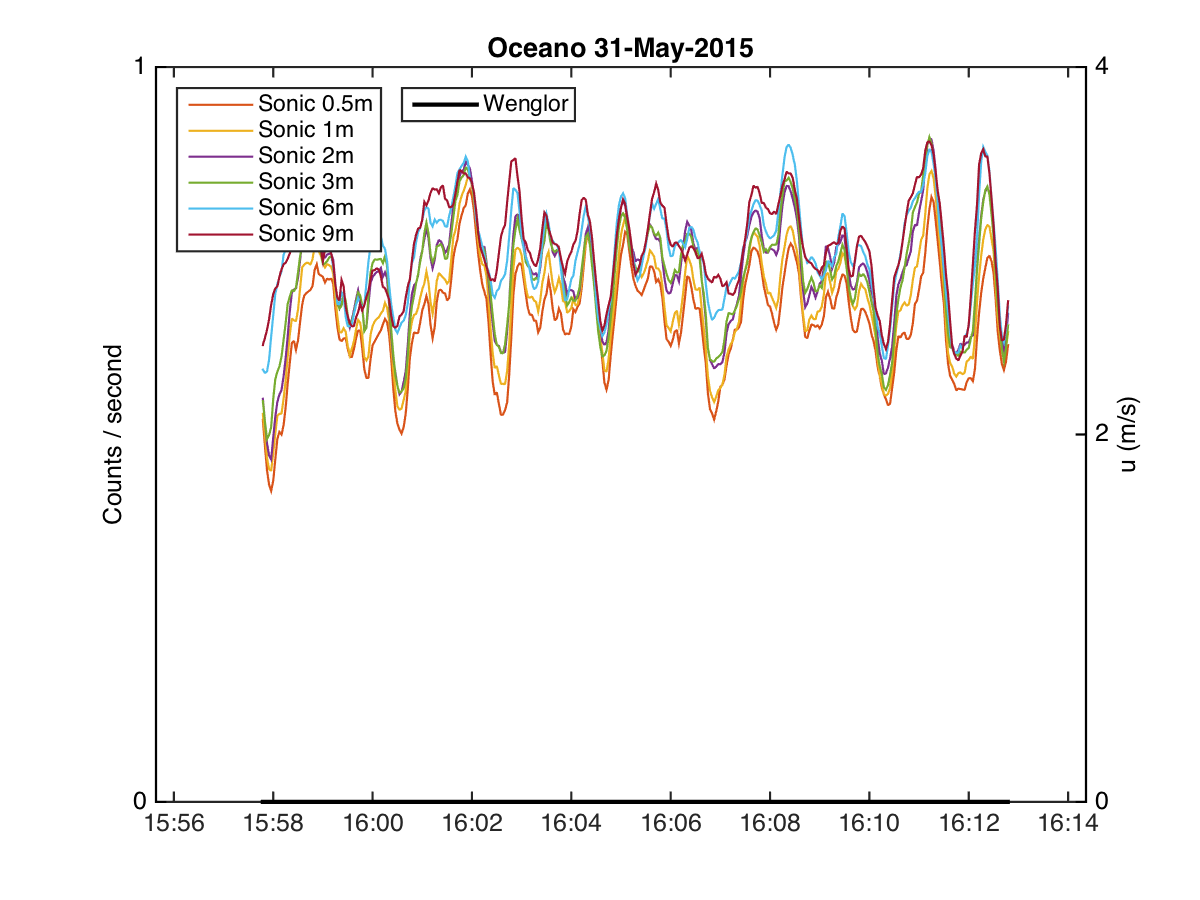 Oceano 31-May-2015
1
4
Sonic 0.5m
Wenglor
Sonic 1m
Sonic 2m
Sonic 3m
Sonic 6m
Sonic 9m
Counts / second
2
u (m/s)
0
0
15:56 15:58 16:00 16:02 16:04 16:06 16:08 16:10 16:12 16:14